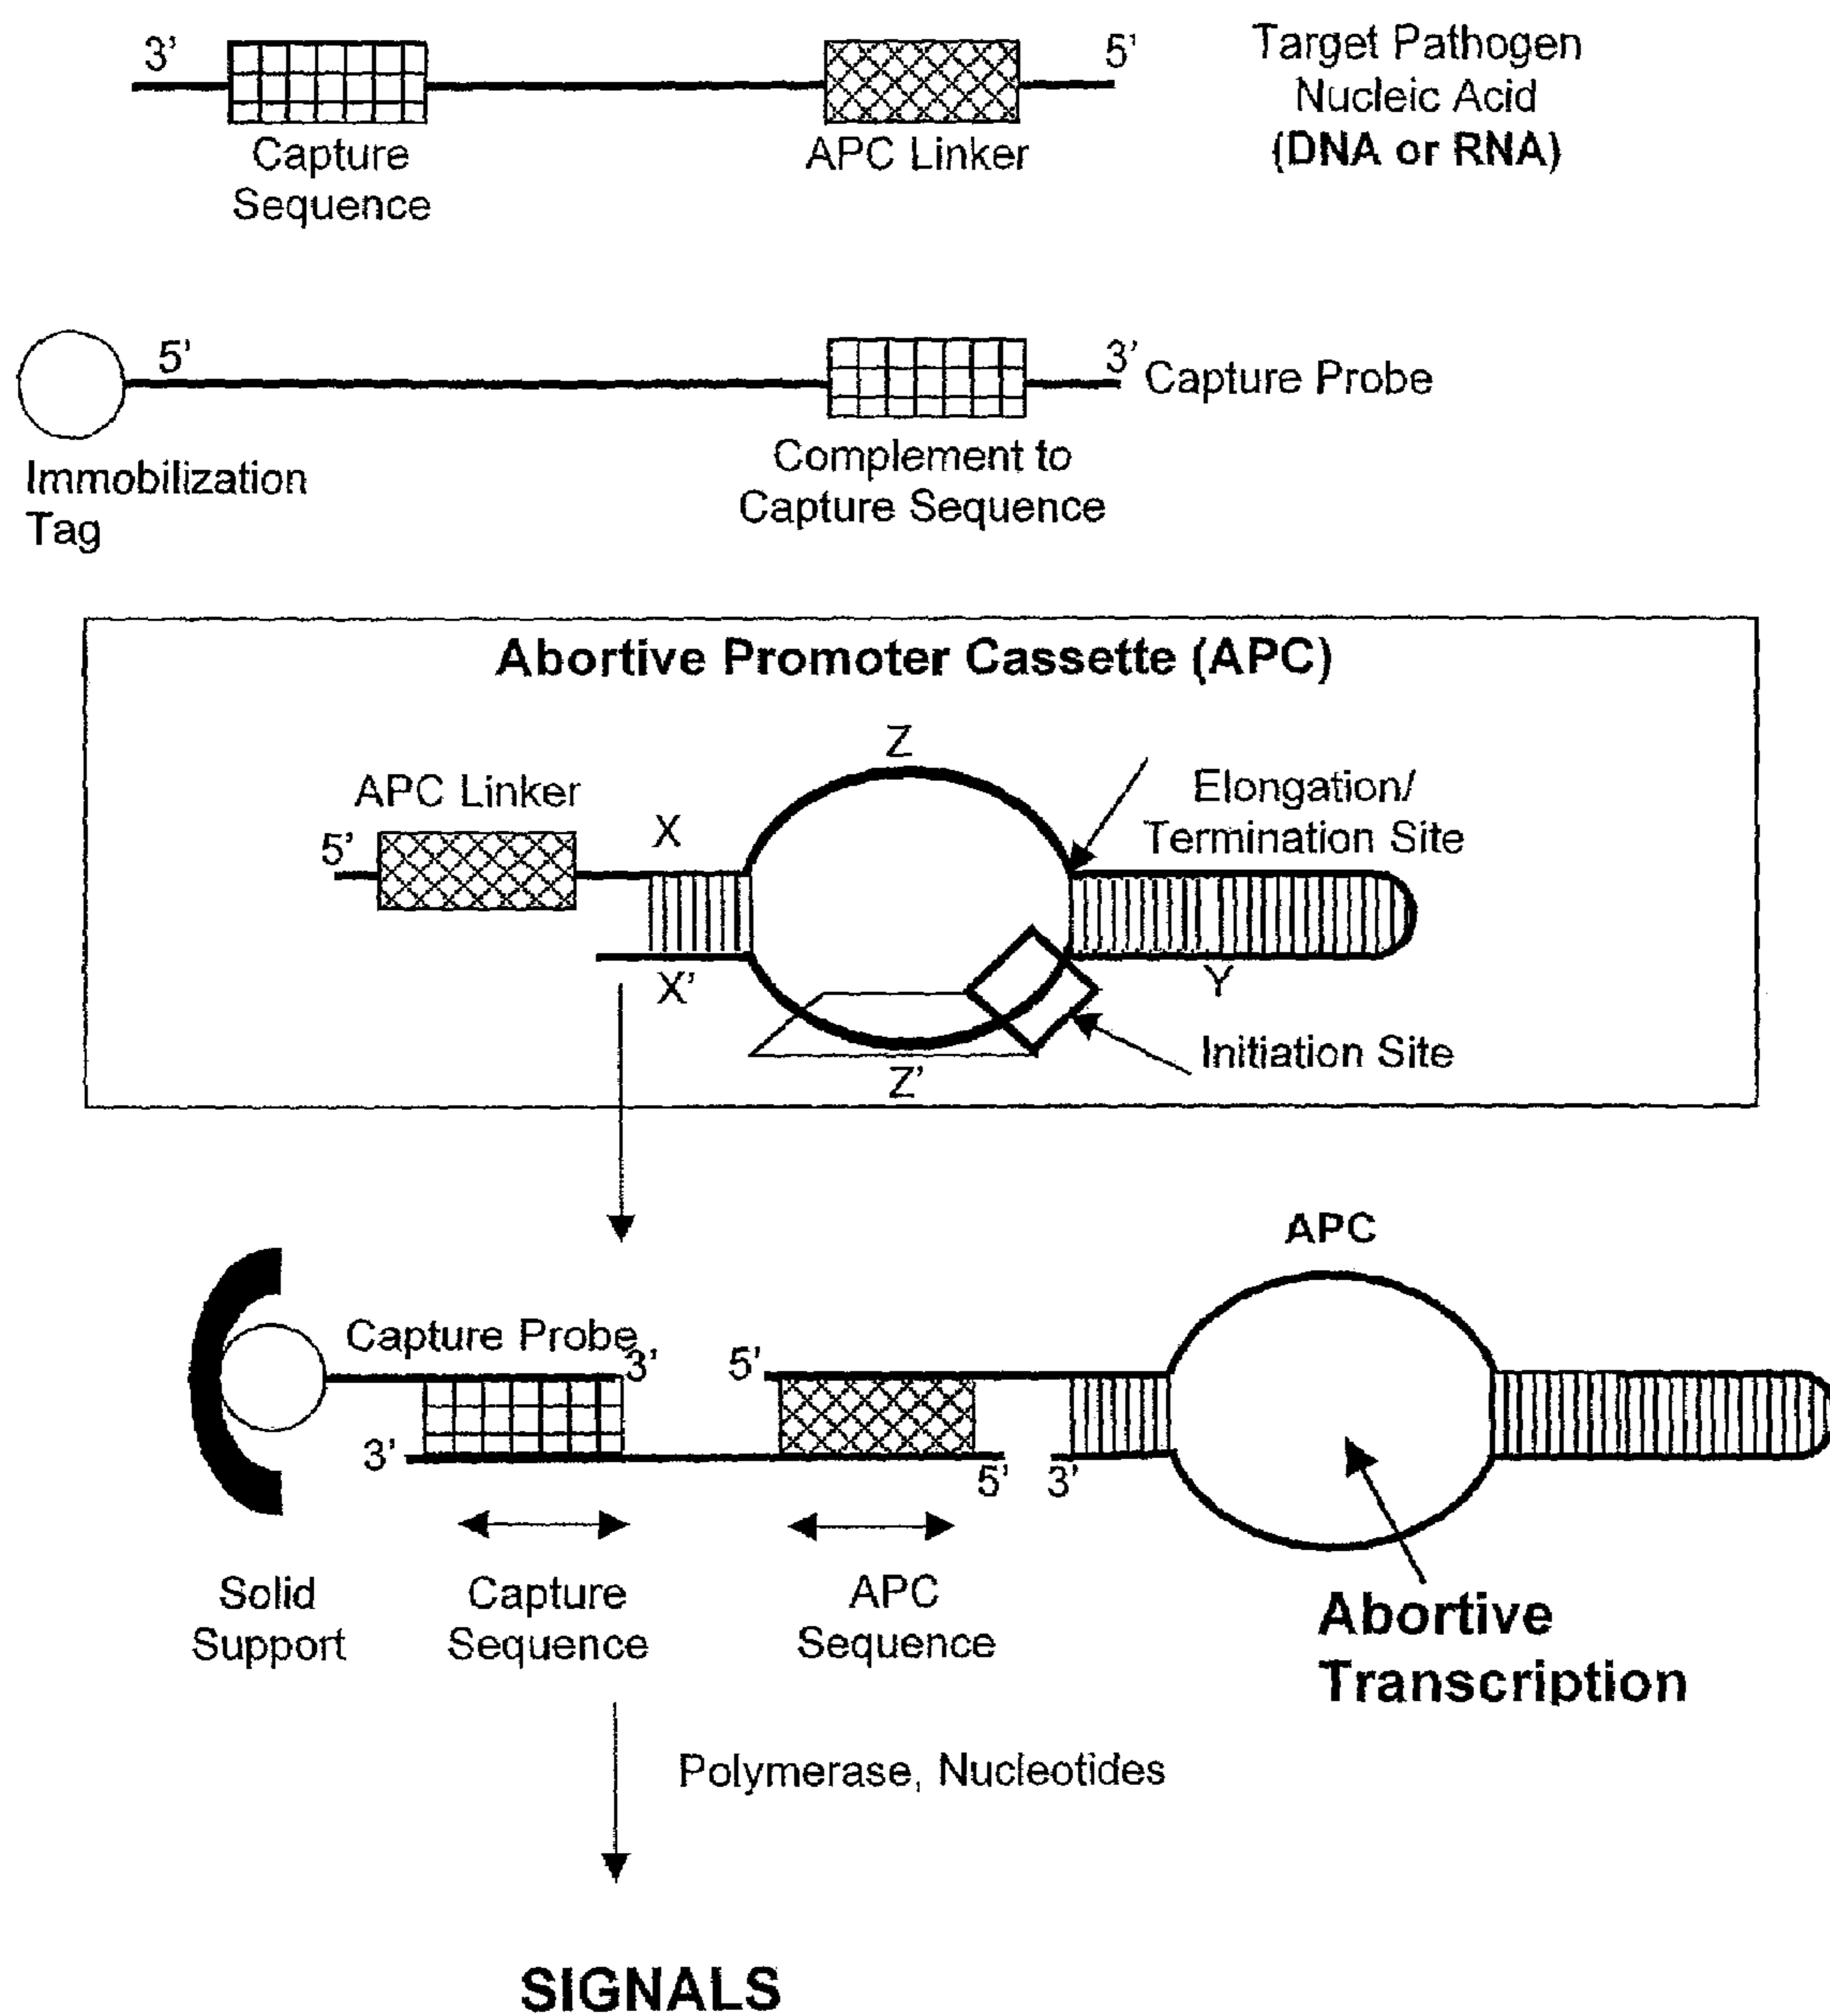 3’
5’
Target Pathogen
Nucleic Acid
(DNA or RNA)
Capture
Sequence
APC Linker
5’
3’
Capture Probe
Immobilization
Tag
Complement to
Capture Sequence
Abortive Promoter Cassette (APC)
Z
APC Linker
Elongation/
Termination Site
5’
X
X’
Y
Initiation Site
Z’
APC
Capture Probe
3’
5’
3’
5’
3’
Solid
Support
Capture
Sequence
APC
Sequence
Abortive
Transcription
Polymerase, Nucleotides
SIGNALS